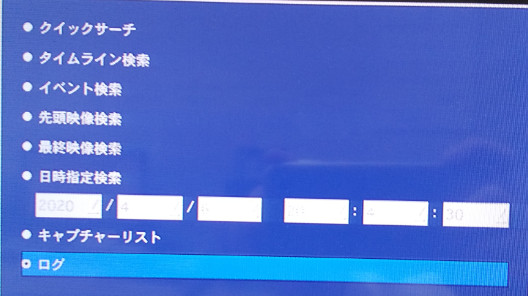 クイックサーチ
タイムライン検索
イベント検索
先頭映像検索
最終映像検索
日時指定検索
2020 / 4 / : 4 : 30
キャプチャーリスト
ログ